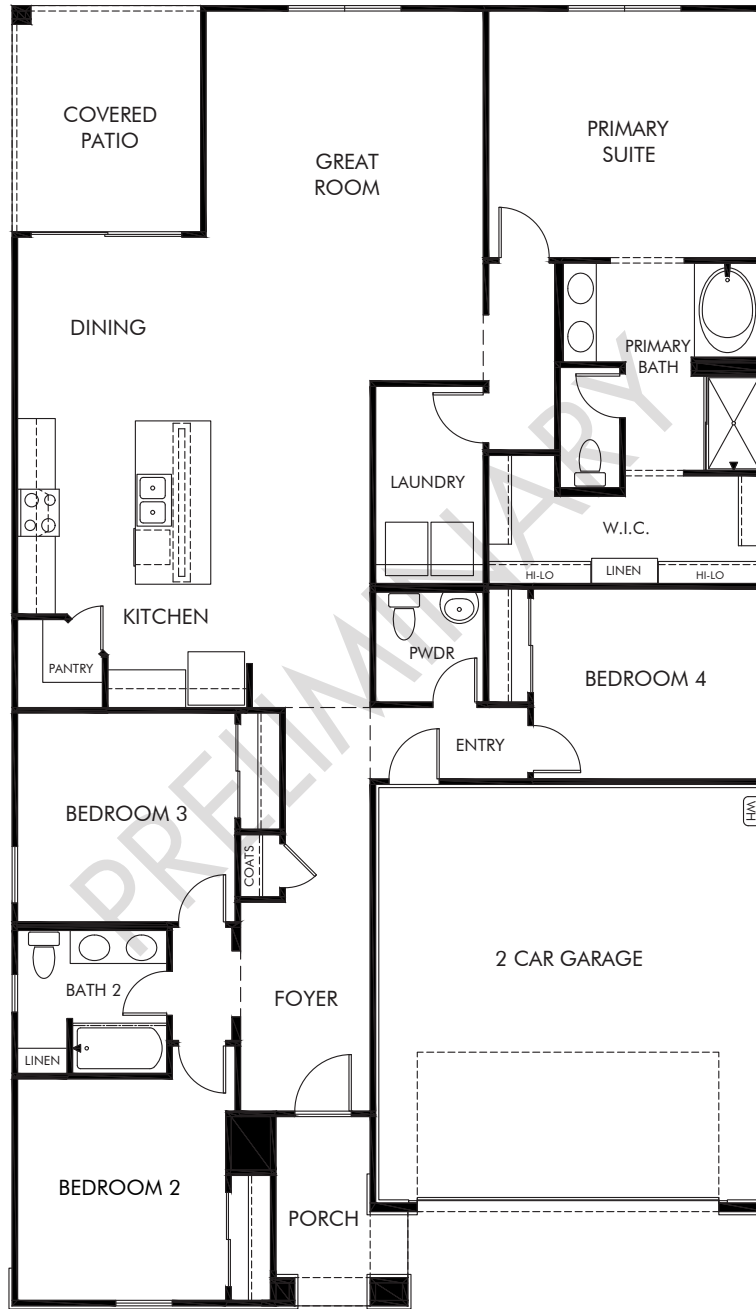 COVERED
PATIO
GREAT
ROOM
PRIMARY
SUITE
DINING
PRIMARY
BATH
LAUNDRY
W.I.C.
HI-LO
LINEN
HI-LO
KITCHEN
PANTRY
PWDR
BEDROOM 4
ENTRY
BEDROOM 3
WH
COATS
2 CAR GARAGE
BATH 2
FOYER
LINEN
BEDROOM 2
PORCH
PRELIMINARY